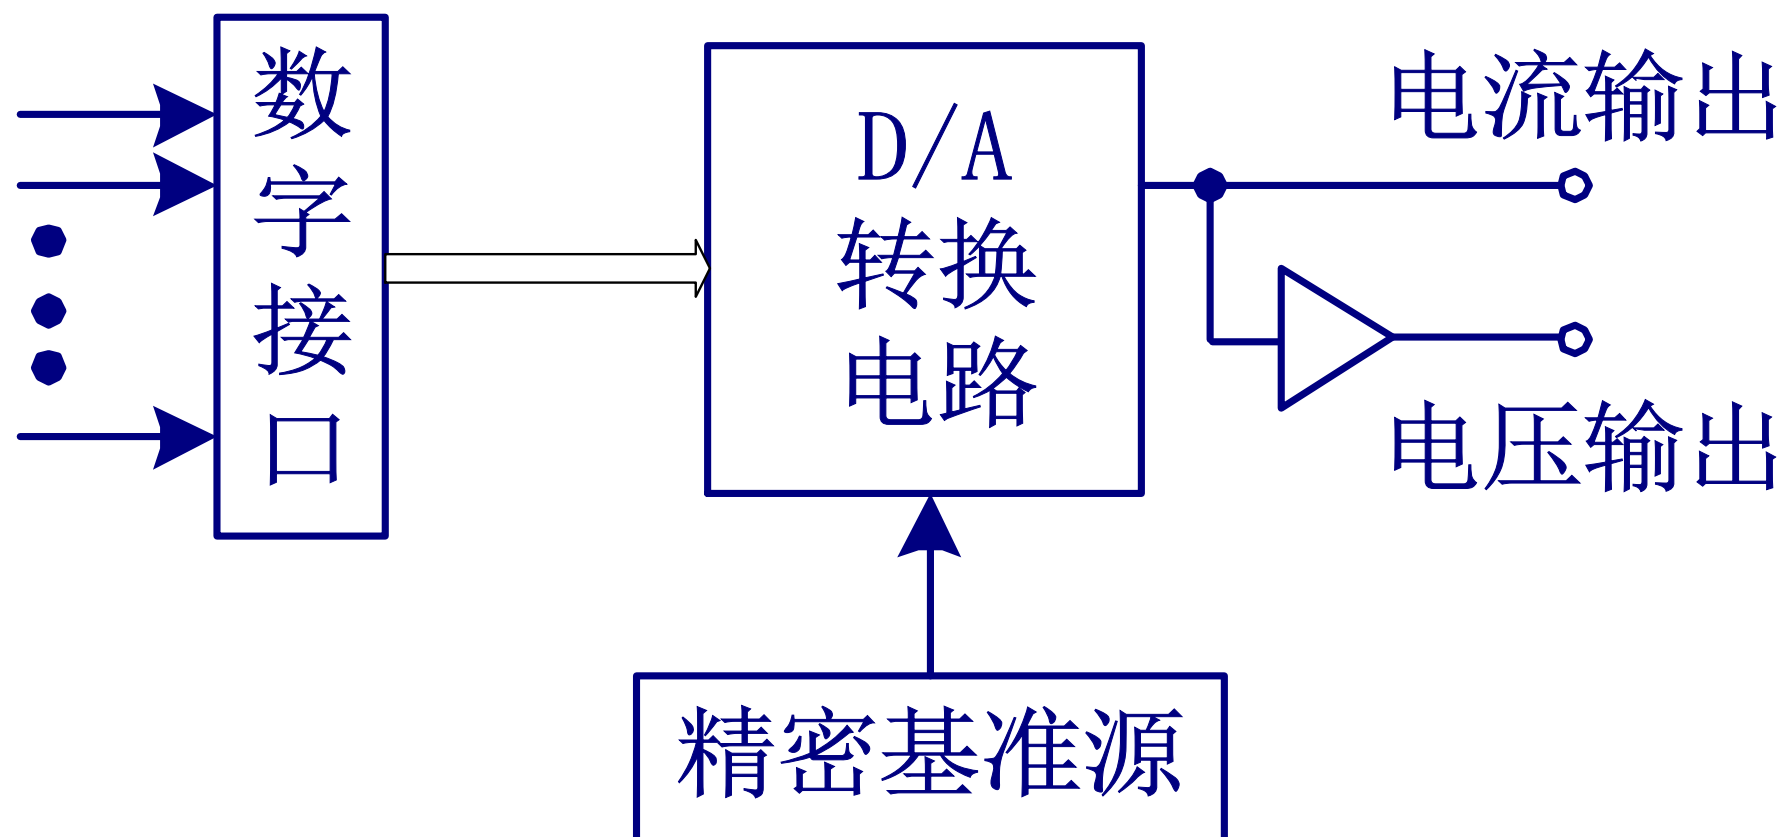 数
字
接
口
D/A
转换
电路
电流输出
电压输出
精密基准源